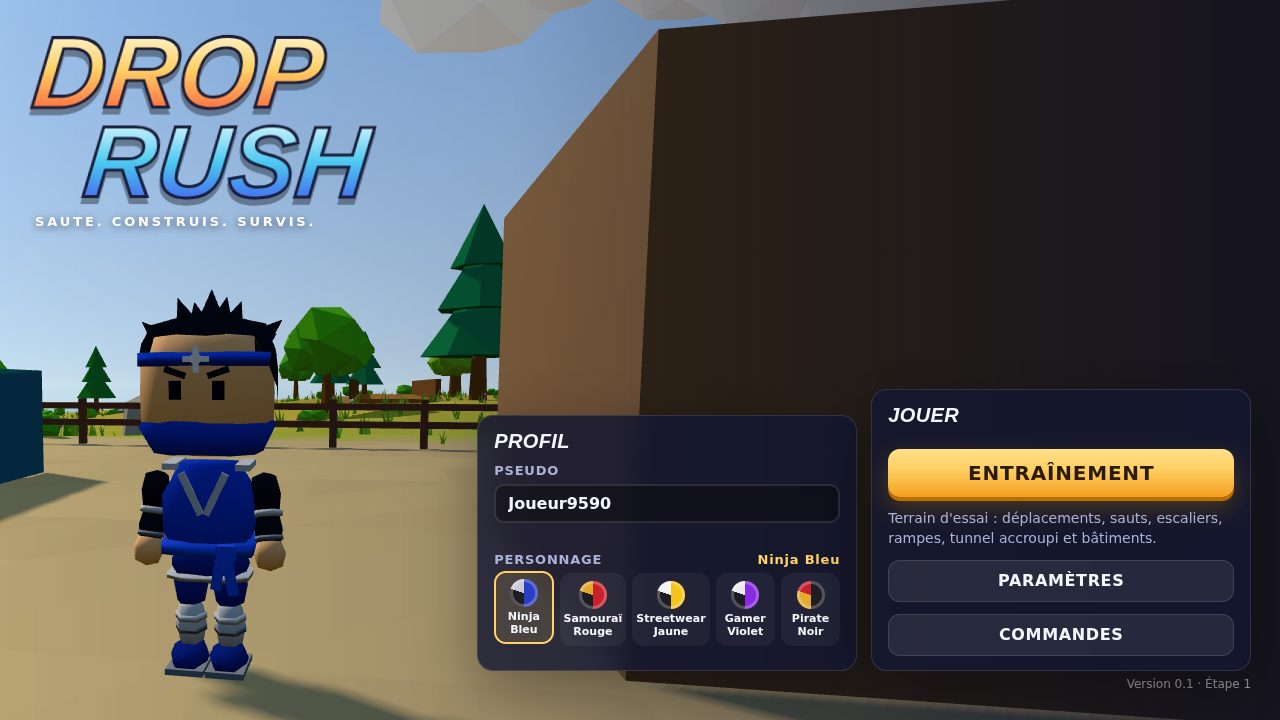 DROP
RUSH
SAUTE. CONSTRUIS. SURVIS.
PROFIL
PSEUDO
Joueur9590
PERSONNAGE
Ninja Bleu
Ninja
Bleu
Samouraï
Rouge
Streetwear
Jaune
Gamer
Violet
Pirate
Noir
JOUER
ENTRAÎNEMENT
Terrain d'essai : déplacements, sauts, escaliers,
rampes, tunnel accroupi et bâtiments.
PARAMÈTRES
COMMANDES
Version 0.1 · Étape 1